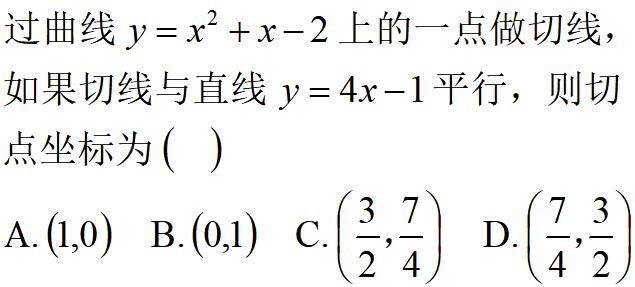 过曲线 y = x² + x − 2 上的一点做切线，
如果切线与直线 y = 4x − 1 平行，则切
点坐标为 (   )
A. (1,0)  B. (0,1)  C. (3/2, 7/4)  D. (7/4, 3/2)